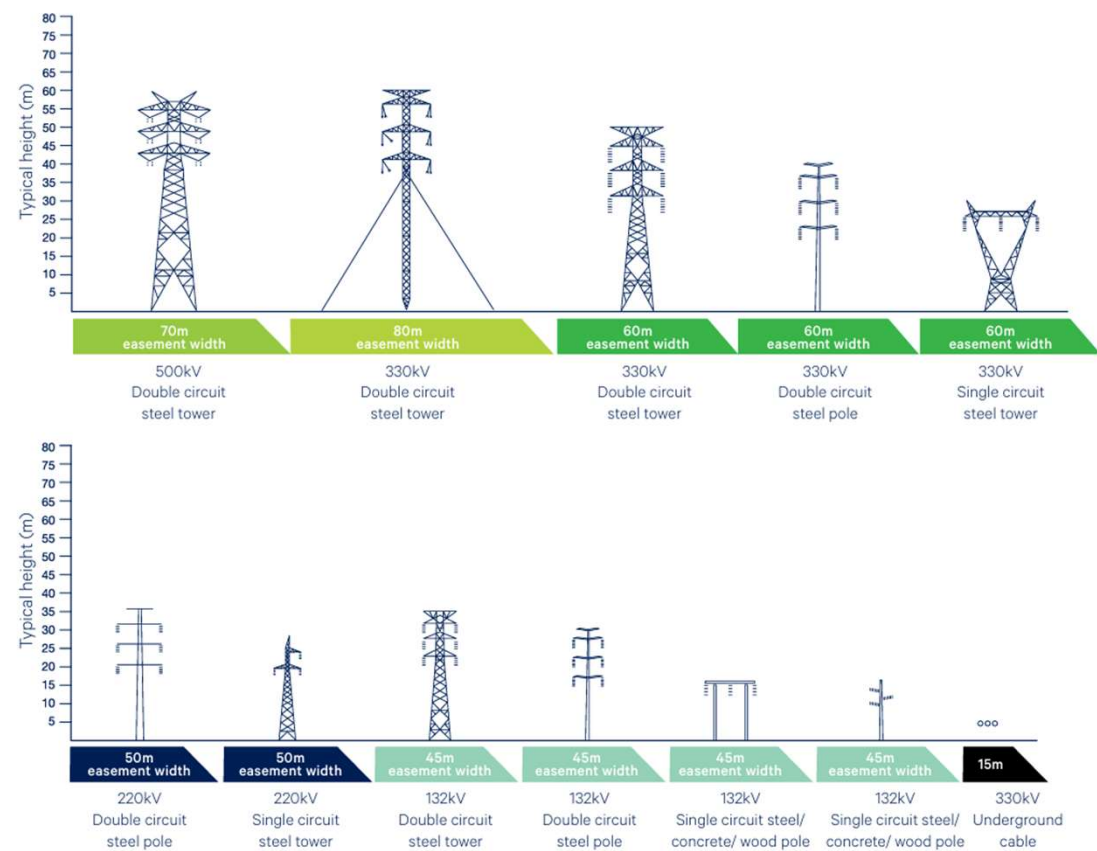 80
75
70
65
60
55
50
45
40
35
30
25
20
15
10
5
Typical height (m)
70m
easement width
80m
easement width
60m
easement width
60m
easement width
60m
easement width
500kV
Double circuit
steel tower
330kV
Double circuit
steel tower
330kV
Double circuit
steel tower
330kV
Double circuit
steel pole
330kV
Single circuit
steel tower
80
75
70
65
60
55
50
45
40
35
30
25
20
15
10
5
Typical height (m)
50m
easement width
50m
easement width
45m
easement width
45m
easement width
45m
easement width
45m
easement width
15m
220kV
Double circuit
steel pole
220kV
Single circuit
steel tower
132kV
Double circuit
steel tower
132kV
Double circuit
steel pole
132kV
Single circuit steel/
concrete/ wood pole
132kV
Single circuit steel/
concrete/ wood pole
330kV
Underground
cable